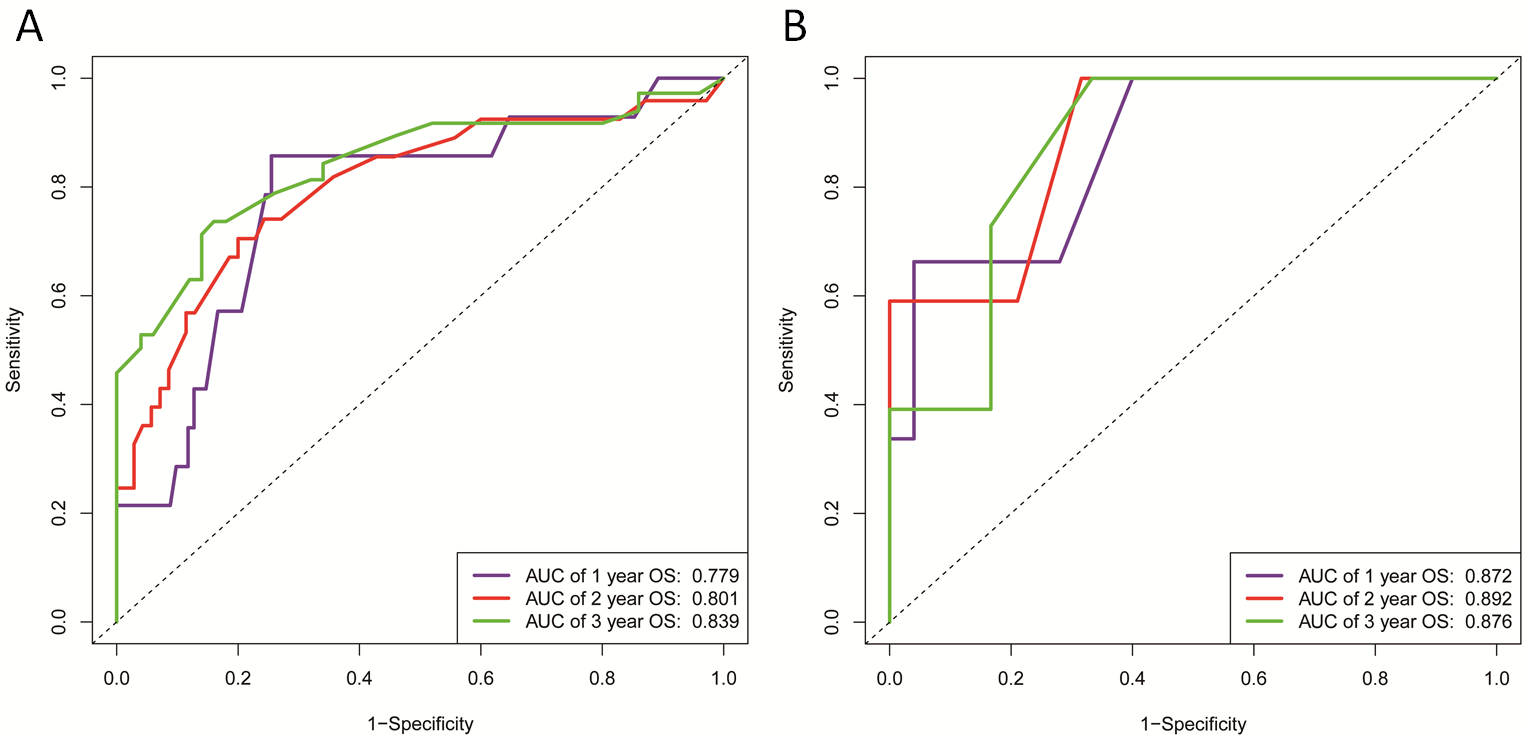 A
Sensitivity
1.0
0.8
0.6
0.4
0.2
0.0
AUC of 1 year OS: 0.779
AUC of 2 year OS: 0.801
AUC of 3 year OS: 0.839
0.0 0.2 0.4 0.6 0.8 1.0
1−Specificity
B
Sensitivity
1.0
0.8
0.6
0.4
0.2
0.0
AUC of 1 year OS: 0.872
AUC of 2 year OS: 0.892
AUC of 3 year OS: 0.876
0.0 0.2 0.4 0.6 0.8 1.0
1−Specificity